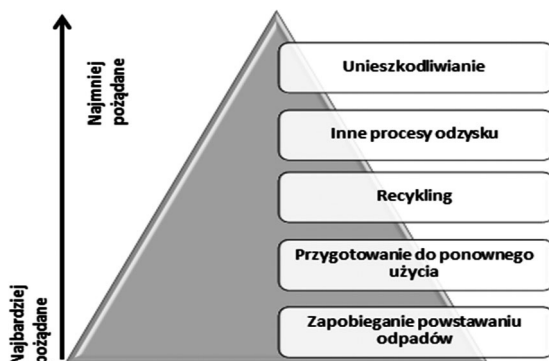 Najmniej
pożądane
Unieszkodliwianie
Inne procesy odzysku
Recykling
Przygotowanie do ponownego
użycia
Zapobieganie powstawaniu
odpadów
Najbardziej
pożądane